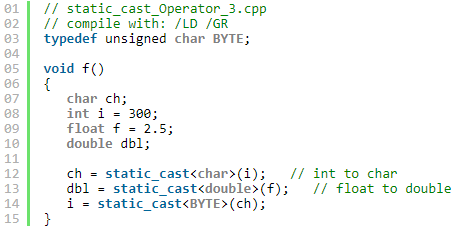 01 // static_cast_Operator_3.cpp
02 // compile with: /LD /GR
03 typedef unsigned char BYTE;
04
05 void f()
06 {
07    char ch;
08    int i = 300;
09    float f = 2.5;
10    double dbl;
11
12    ch = static_cast<char>(i);   // int to char
13    dbl = static_cast<double>(f);   // float to double
14    i = static_cast<BYTE>(ch);
15 }